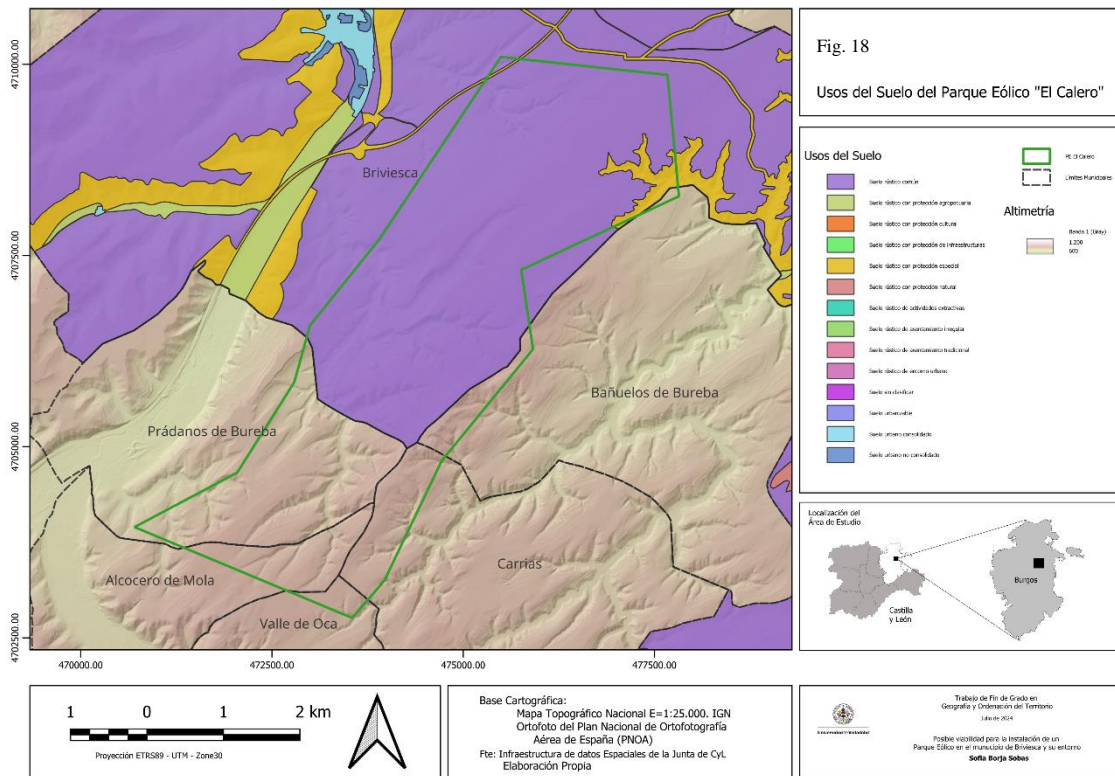 Fig. 18
Usos del Suelo del Parque Eólico "El Calero"
4710000.00
4707500.00
4705000.00
4702500.00
470000.00
472500.00
475000.00
477500.00
Briviesca
Prádanos de Bureba
Bañuelos de Bureba
Alcocero de Mola
Carrias
Valle de Oca
Usos del Suelo
Suelo rústico común
Suelo rústico con protección agropecuaria
Suelo rústico con protección cultural
Suelo rústico con protección de infraestructuras
Suelo rústico con protección especial
Suelo rústico con protección natural
Suelo rústico de actividades extractivas
Suelo rústico de asentamiento irregular
Suelo rústico de asentamiento tradicional
Suelo rústico de entorno urbano
Suelo sin clasificar
Suelo urbanizable
Suelo urbano consolidado
Suelo urbano no consolidado
PE El Calero
Límites Municipales
Altimetría
Banda 1 (Gray)
1.200
600
Localización del
Área de Estudio
Castilla
y León
Burgos
1 0 1 2 km
Proyección ETRS89 - UTM - Zone30
Base Cartográfica:
Mapa Topográfico Nacional E=1:25.000. IGN
Ortofoto del Plan Nacional de Ortofotografía
Aérea de España (PNOA)
Fte: Infraestructura de datos Espaciales de la Junta de CyL
Elaboración Propia
Universidad de Valladolid
Trabajo de Fin de Grado en
Geografía y Ordenación del Territorio
Julio de 2024
Posible viabilidad para la instalación de un
Parque Eólico en el municipio de Briviesca y su entorno
Sofía Borja Sobas